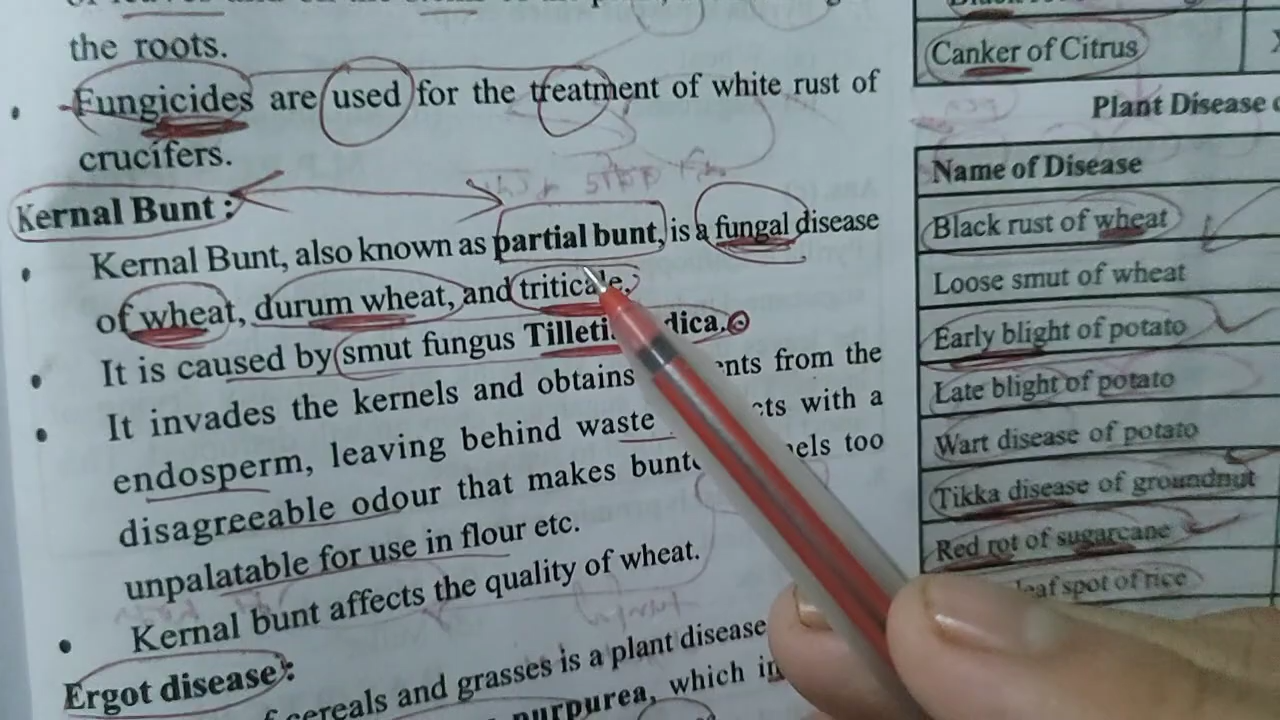 the roots.
Fungicides are used for the treatment of white rust of
crucifers.
Kernal Bunt :
Kernal Bunt, also known as partial bunt, is a fungal disease
of wheat, durum wheat, and triticale,
It is caused by smut fungus Tilleti dica.
It invades the kernels and obtains nts from the
endosperm, leaving behind waste cts with a
disagreeable odour that makes bunt els too
unpalatable for use in flour etc.
Kernal bunt affects the quality of wheat.
Ergot disease :
f cereals and grasses is a plant disease
purpurea, which in
Canker of Citrus
Plant Disease
Name of Disease
Black rust of wheat
Loose smut of wheat
Early blight of potato
Late blight of potato
Wart disease of potato
Tikka disease of groundnut
Red rot of sugarcane
leaf spot of rice